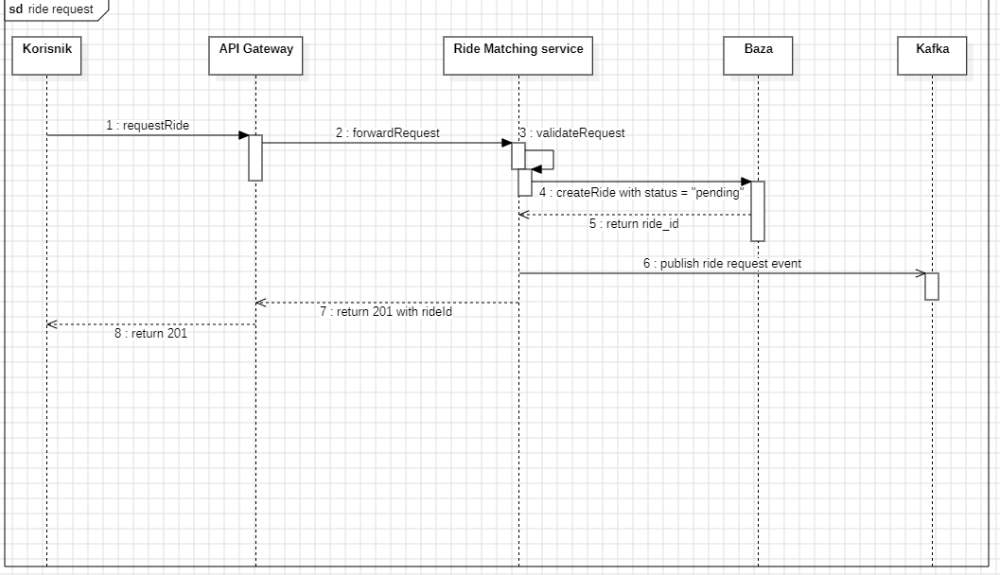 sd ride request
Korisnik
API Gateway
Ride Matching service
Baza
Kafka
1 : requestRide
2 : forwardRequest
3 : validateRequest
4 : createRide with status = "pending"
5 : return ride_id
6 : publish ride request event
7 : return 201 with rideId
8 : return 201